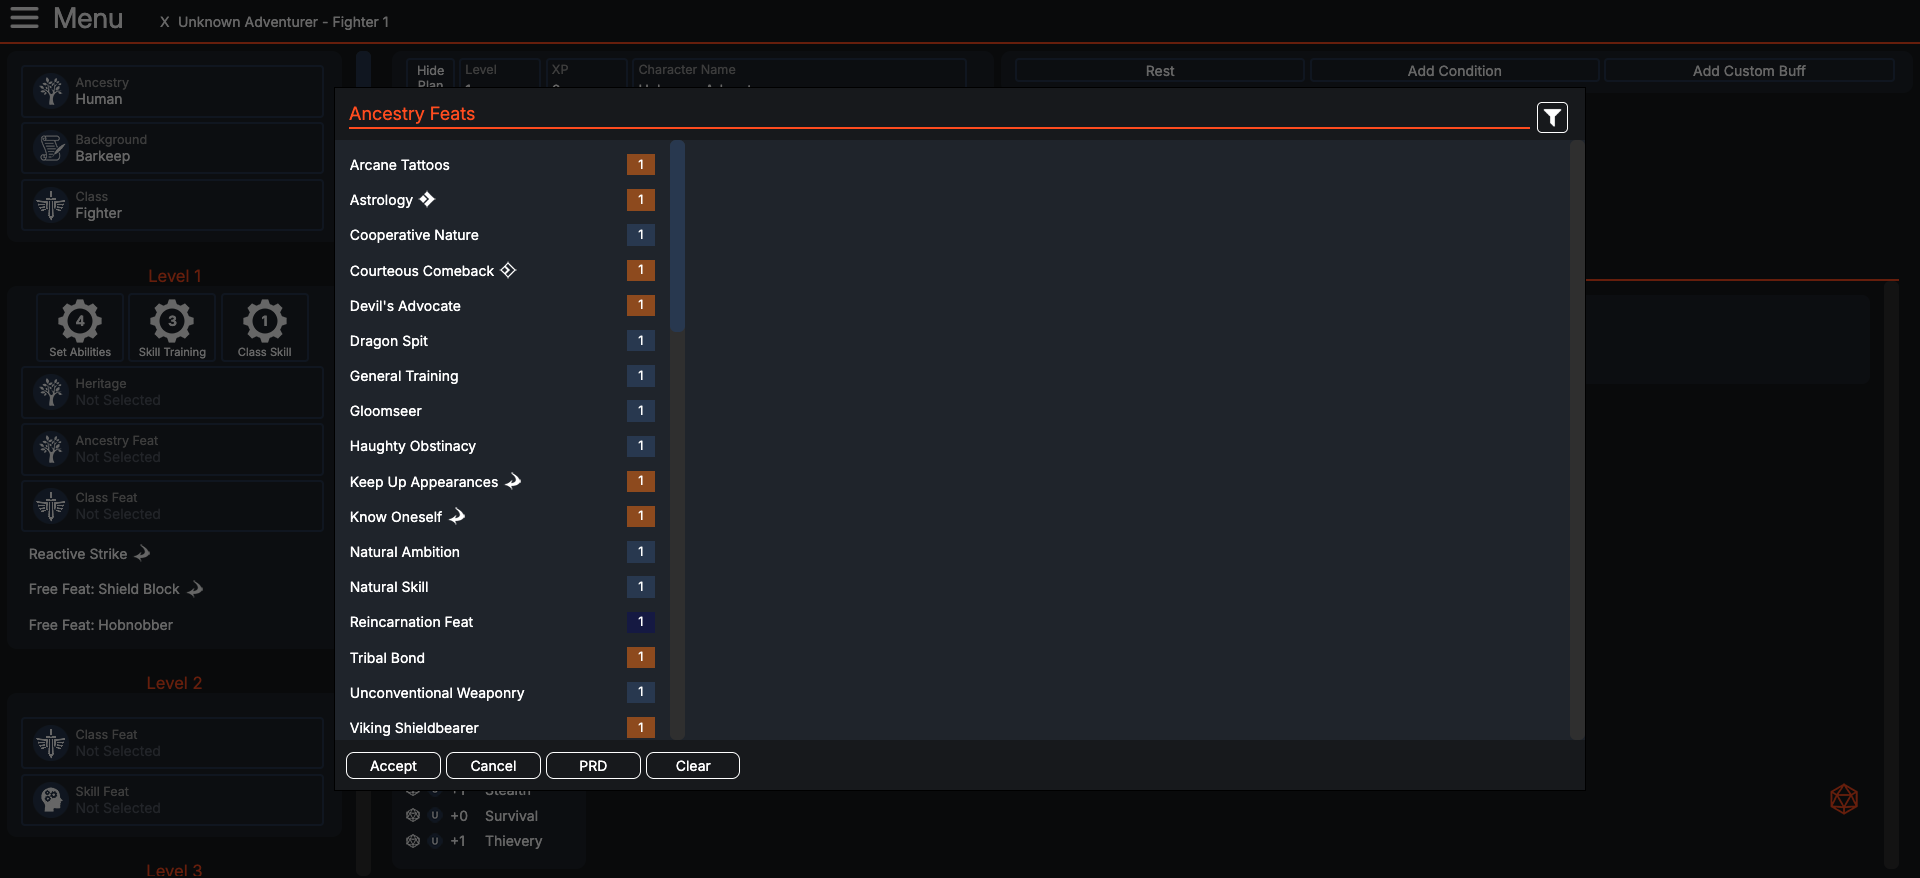 Menu
X Unknown Adventurer - Fighter 1
Ancestry
Human
Background
Barkeep
Class
Fighter
Level 1
4
Set Abilities
3
Skill Training
1
Class Skill
Heritage
Not Selected
Ancestry Feat
Not Selected
Class Feat
Not Selected
Reactive Strike
Free Feat: Shield Block
Free Feat: Hobnobber
Level 2
Class Feat
Not Selected
Skill Feat
Not Selected
Level 3
Hide
Plan
Level
XP
Character Name
Rest
Add Condition
Add Custom Buff
Ancestry Feats
Arcane Tattoos 1
Astrology 1
Cooperative Nature 1
Courteous Comeback 1
Devil's Advocate 1
Dragon Spit 1
General Training 1
Gloomseer 1
Haughty Obstinacy 1
Keep Up Appearances 1
Know Oneself 1
Natural Ambition 1
Natural Skill 1
Reincarnation Feat 1
Tribal Bond 1
Unconventional Weaponry 1
Viking Shieldbearer 1
Accept
Cancel
PRD
Clear
+1 Stealth
U +0 Survival
U +1 Thievery